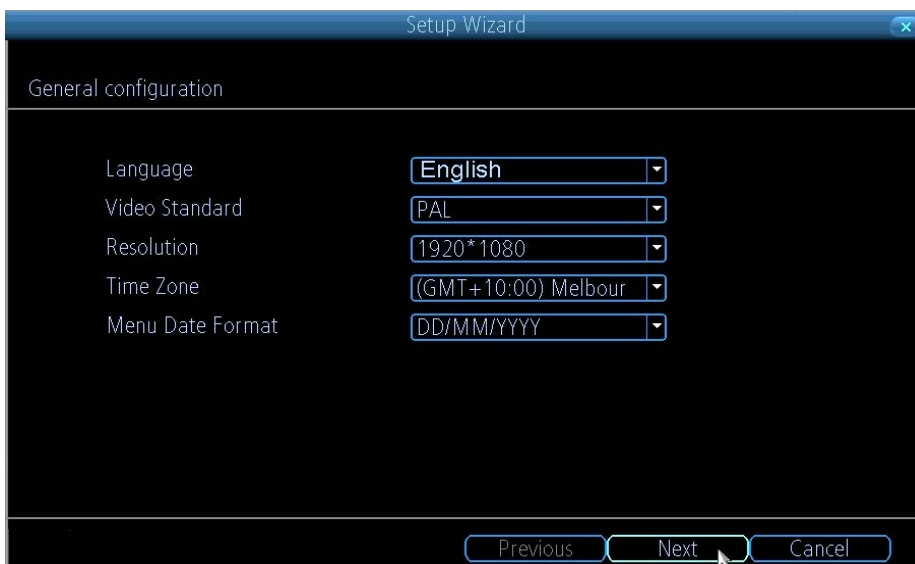 Setup Wizard
General configuration
Language English
Video Standard PAL
Resolution 1920*1080
Time Zone (GMT+10:00) Melbour
Menu Date Format DD/MM/YYYY
Previous Next Cancel